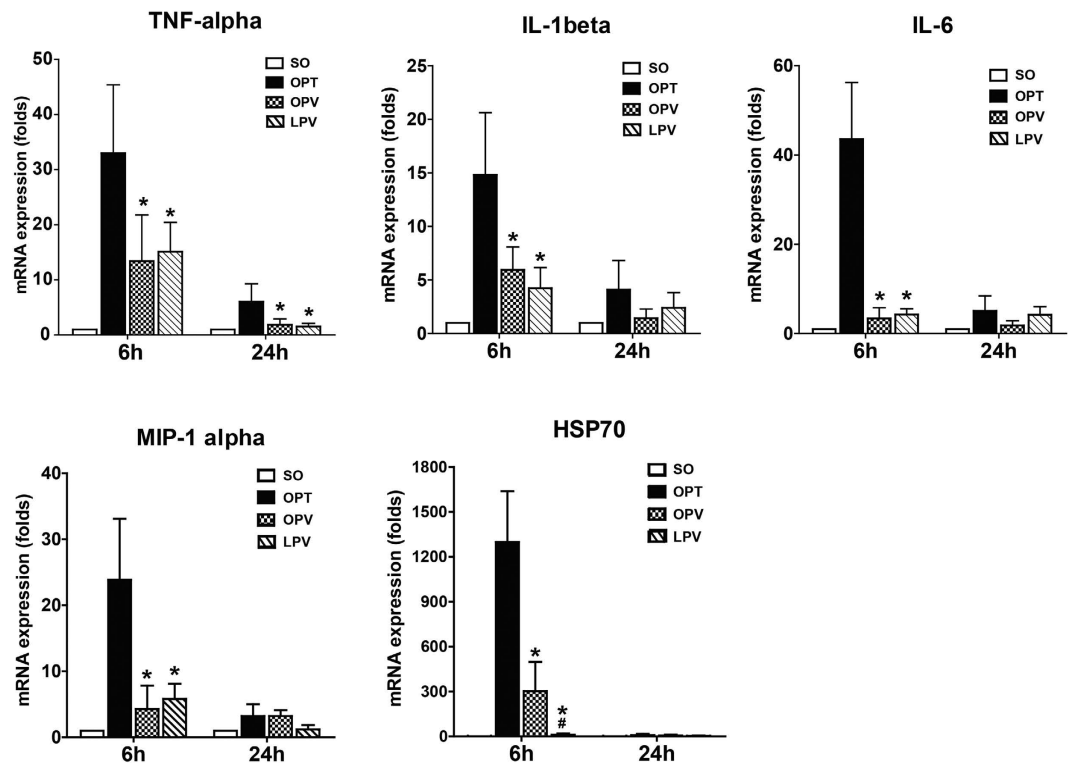 TNF-alpha
mRNA expression (folds)
50
40
30
20
10
0
SO
OPT
OPV
LPV
*
*
*
*
6h
24h
IL-1beta
mRNA expression (folds)
25
20
15
10
5
0
SO
OPT
OPV
LPV
*
*
6h
24h
IL-6
mRNA expression (folds)
60
40
20
0
SO
OPT
OPV
LPV
*
*
6h
24h
MIP-1 alpha
mRNA expression (folds)
40
30
20
10
0
SO
OPT
OPV
LPV
*
*
6h
24h
HSP70
mRNA expression (folds)
1800
1500
1200
900
600
300
0
SO
OPT
OPV
LPV
*
*
#
6h
24h